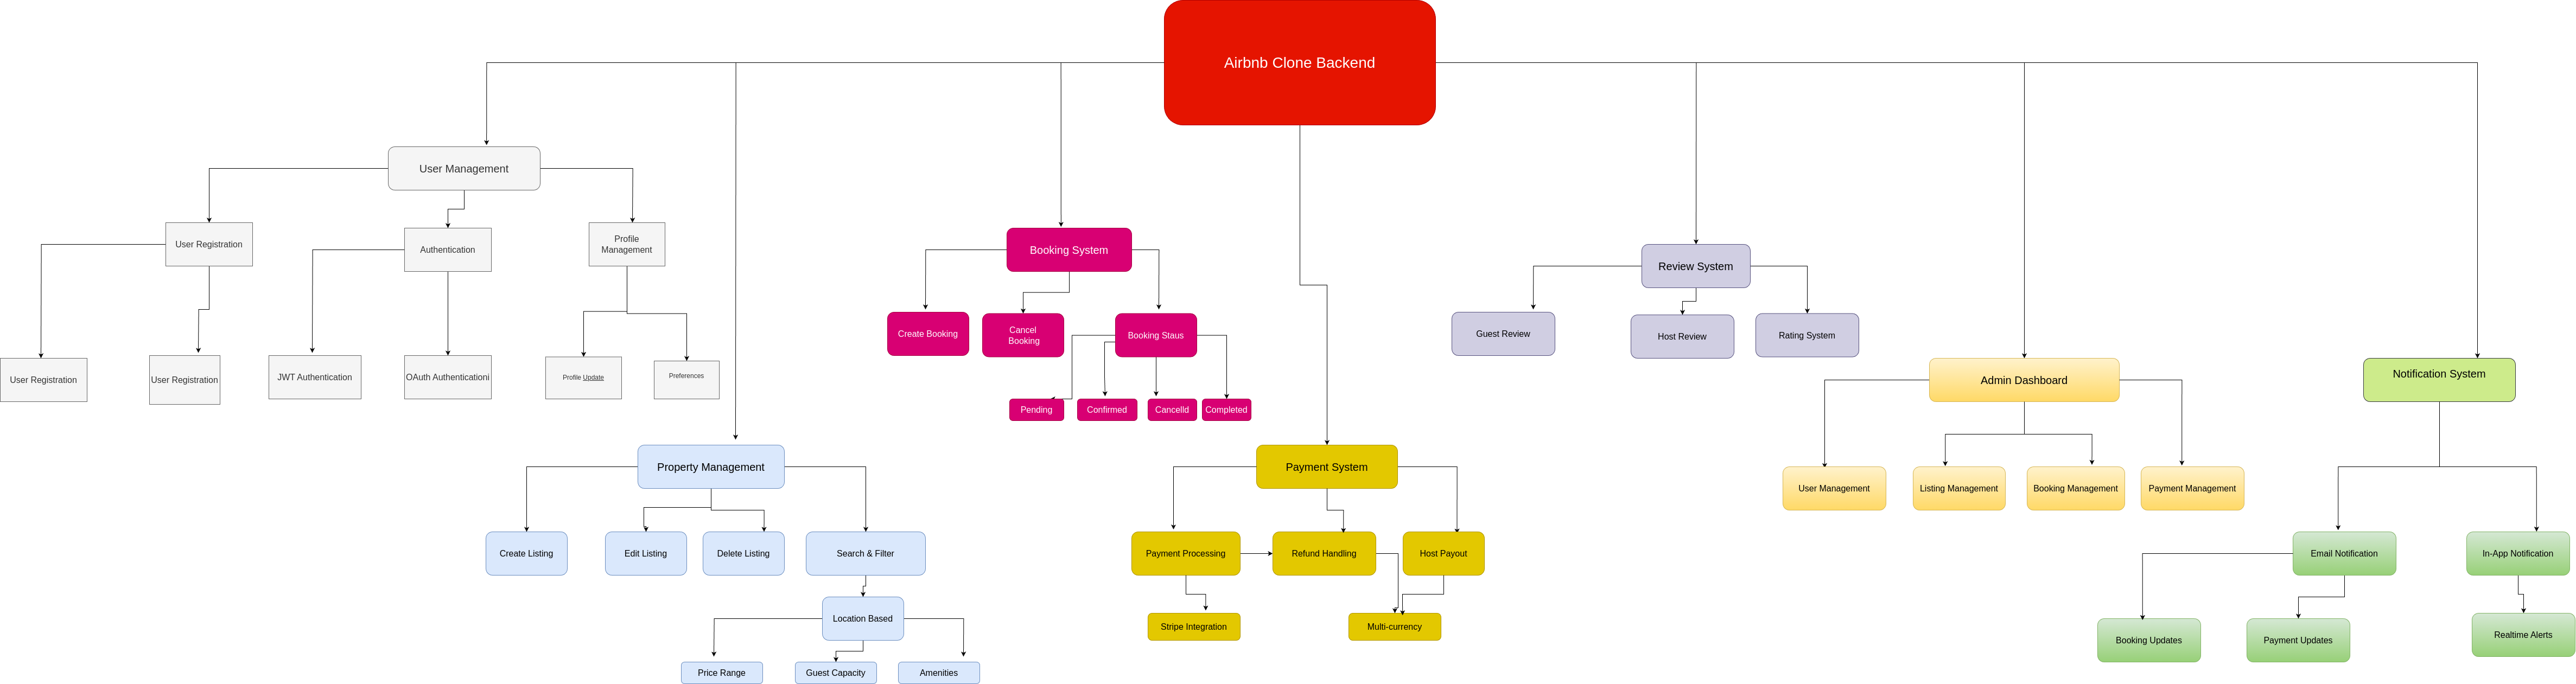 Airbnb Clone Backend
User Management
User Registration
Authentication
Profile
Management
User Registration
User Registration
JWT Authentication
OAuth Authenticationi
Profile Update
Preferences
Booking System
Create Booking
Cancel
Booking
Booking Staus
Pending
Confirmed
Cancelld
Completed
Review System
Guest Review
Host Review
Rating System
Admin Dashboard
User Management
Listing Management
Booking Management
Payment Management
Notification System
Email Notification
In-App Notification
Booking Updates
Payment Updates
Realtime Alerts
Property Management
Create Listing
Edit Listing
Delete Listing
Search & Filter
Location Based
Price Range
Guest Capacity
Amenities
Payment System
Payment Processing
Refund Handling
Host Payout
Stripe Integration
Multi-currency